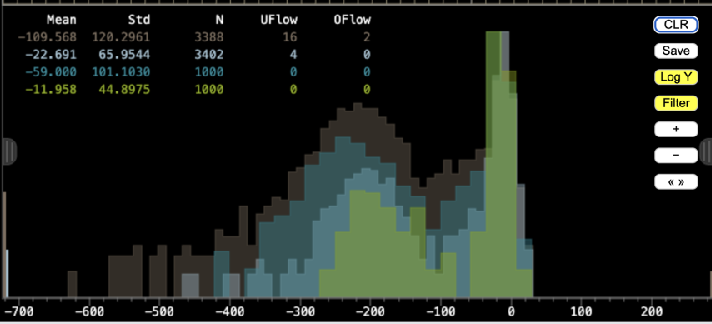 Mean Std N UFlow OFlow
-109.568 120.2961 3388 16 2
-22.691 65.9544 3402 4 0
-59.000 101.1030 1000 0 0
-11.958 44.8975 1000 0 0
CLR
Save
Log Y
Filter
+
−
« »
-700 -600 -500 -400 -300 -200 -100 0 100 200